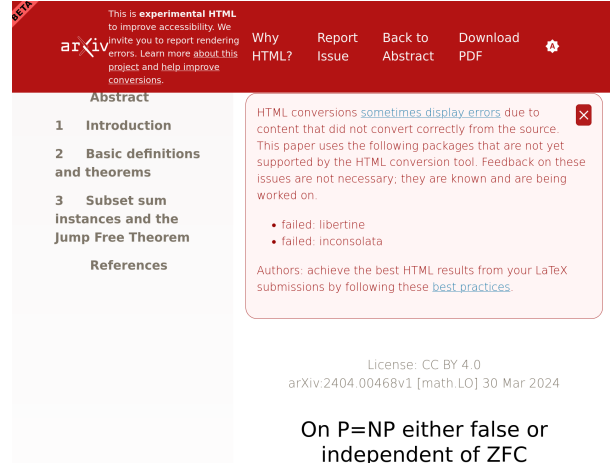 BETA
arXiv
This is experimental HTML
to improve accessibility. We
invite you to report rendering
errors. Learn more about this
project and help improve
conversions.
Why
HTML?
Report
Issue
Back to
Abstract
Download
PDF
Abstract
1 Introduction
2 Basic definitions
and theorems
3 Subset sum
instances and the
Jump Free Theorem
References
HTML conversions sometimes display errors due to
content that did not convert correctly from the source.
This paper uses the following packages that are not yet
supported by the HTML conversion tool. Feedback on these
issues are not necessary; they are known and are being
worked on.
• failed: libertine
• failed: inconsolata
Authors: achieve the best HTML results from your LaTeX
submissions by following these best practices.
License: CC BY 4.0
arXiv:2404.00468v1 [math.LO] 30 Mar 2024
On P=NP either false or
independent of ZFC